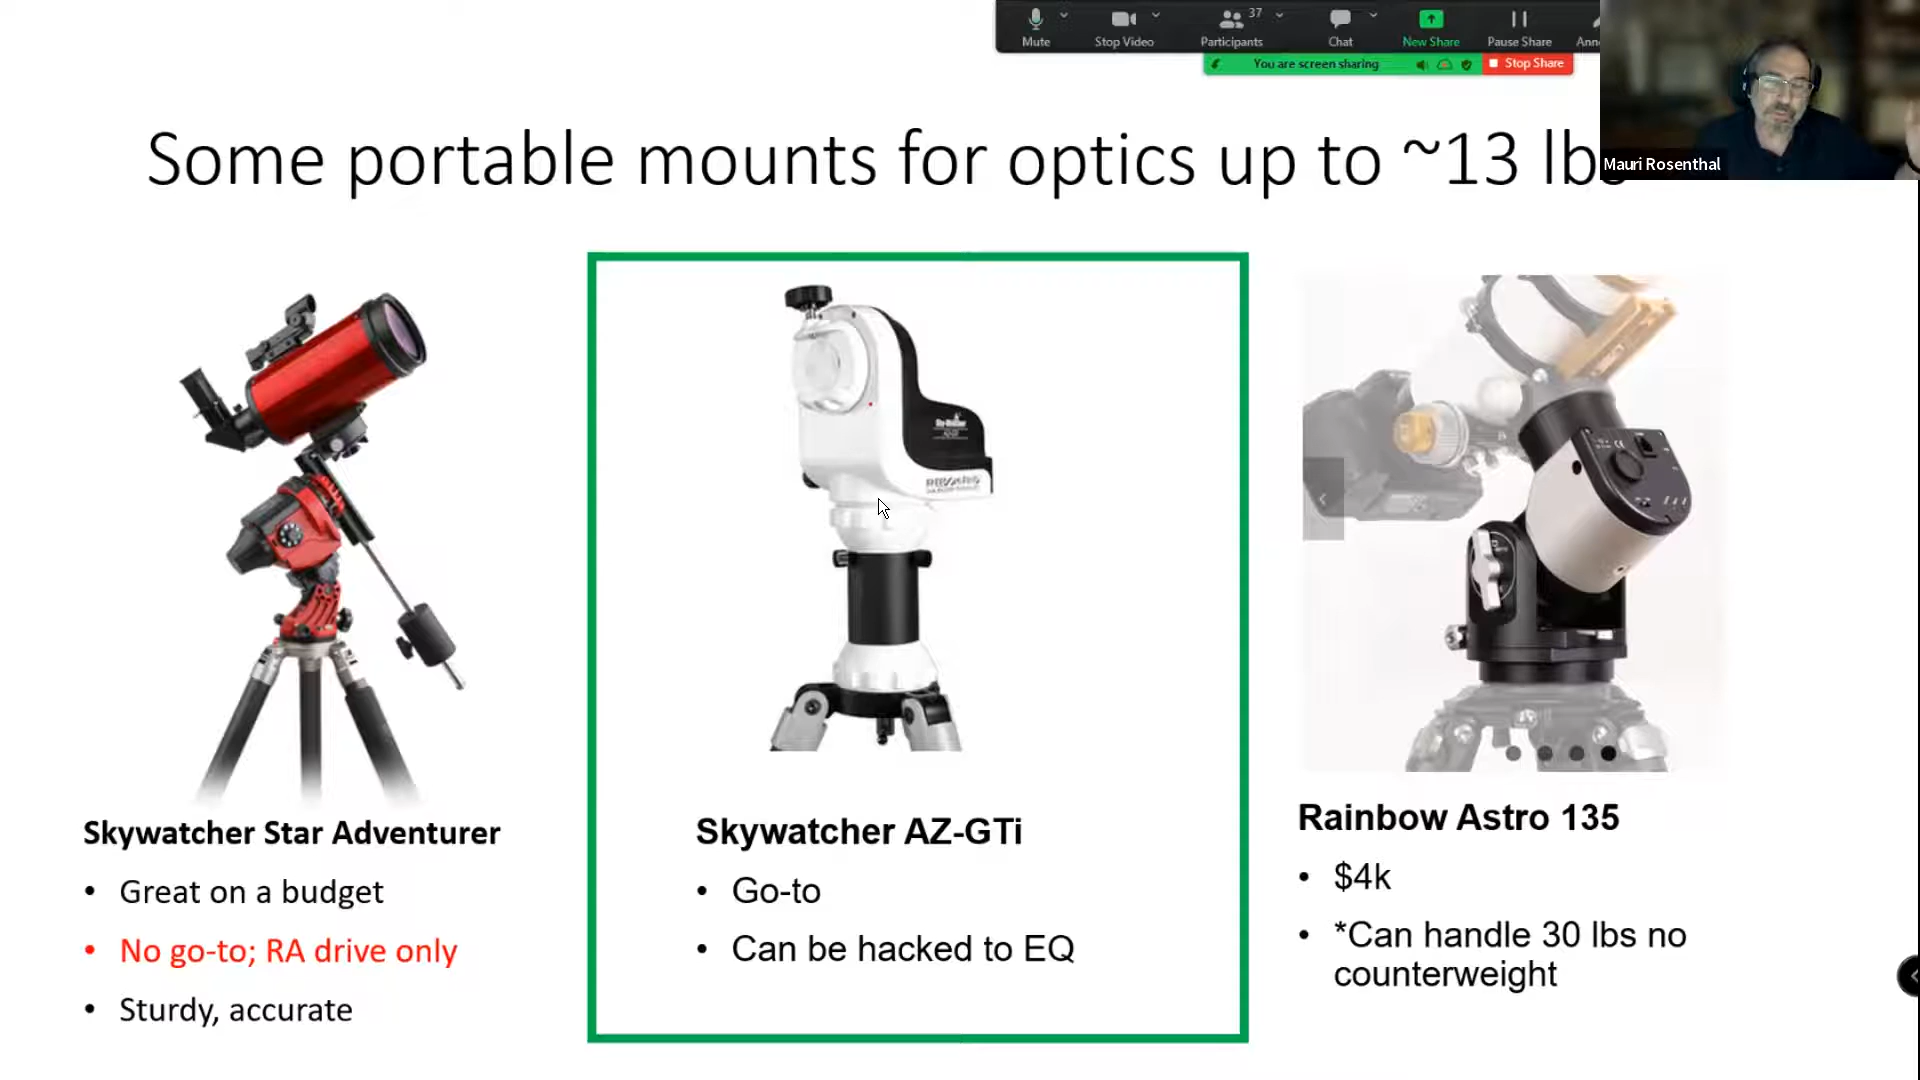 37
Mute
Stop Video
Participants
Chat
New Share
Pause Share
You are screen sharing
Stop Share
Mauri Rosenthal
Some portable mounts for optics up to ~13 lbs
Sky-Watcher
Skywatcher Star Adventurer
• Great on a budget
• No go-to; RA drive only
• Sturdy, accurate
Skywatcher AZ-GTi
• Go-to
• Can be hacked to EQ
Rainbow Astro 135
• $4k
• *Can handle 30 lbs no
counterweight